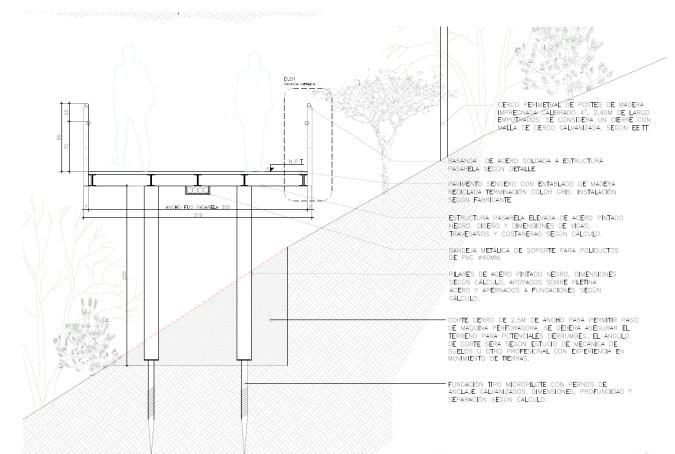 D.01
CERCO PERIMETRAL DE POSTES DE MADERA
IMPREGNADA CALIBRADO 4", 2,40M DE LARGO
EMPOTRADOS. SE CONSIDERA UN CIERRE CON
MALLA DE CERCO GALVANIZADA, SEGÚN EE.TT.
BARANDA DE ACERO SOLDADA A ESTRUCTURA
PASARELA SEGÚN DETALLE.
N.P.T
PAVIMENTO SENDERO CON ENTABLADO DE MADERA
RECICLADA TERMINACIÓN COLOR GRIS. INSTALACIÓN
SEGÚN FABRICANTE.
ANCHO FIJO PASARELA
319
ESTRUCTURA PASARELA ELEVADA DE ACERO PINTADO
NEGRO. DISEÑO Y DIMENSIONES DE VIGAS,
TRAVESAÑOS Y COSTANERAS SEGÚN CÁLCULO.
BANDEJA METÁLICA DE SOPORTE PARA POLIDUCTOS
DE PVC ø40MM.
PILARES DE ACERO PINTADO NEGRO, DIMENSIONES
SEGÚN CÁLCULO, APOYADOS SOBRE PLETINA
ACERO Y APERNADOS A FUNDACIONES SEGÚN
CÁLCULO.
250
CORTE CERRO DE 2,5M DE ANCHO PARA PERMITIR PASO
DE MÁQUINA PERFORADORA. SE DEBERÁ ASEGURAR EL
TERRENO PARA POTENCIALES DERRUMBES. EL ÁNGULO
DE CORTE SERÁ SEGÚN ESTUDIO DE MECÁNICA DE
SUELOS U OTRO PROFESIONAL CON EXPERIENCIA EN
MOVIMIENTO DE TIERRAS.
FUNDACIÓN TIPO MICROPILOTE CON PERNOS DE
ANCLAJE GALVANIZADOS. DIMENSIONES, PROFUNDIDAD Y
SEPARACIÓN SEGÚN CALCULO.